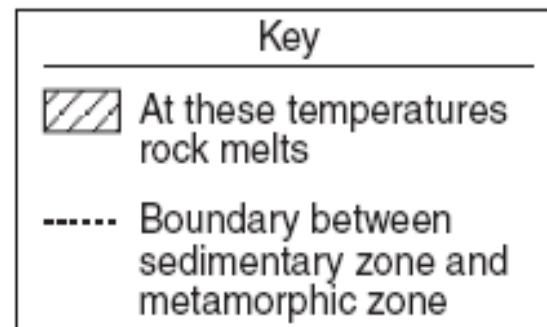 Key
At these temperatures
rock melts
Boundary between
sedimentary zone and
metamorphic zone